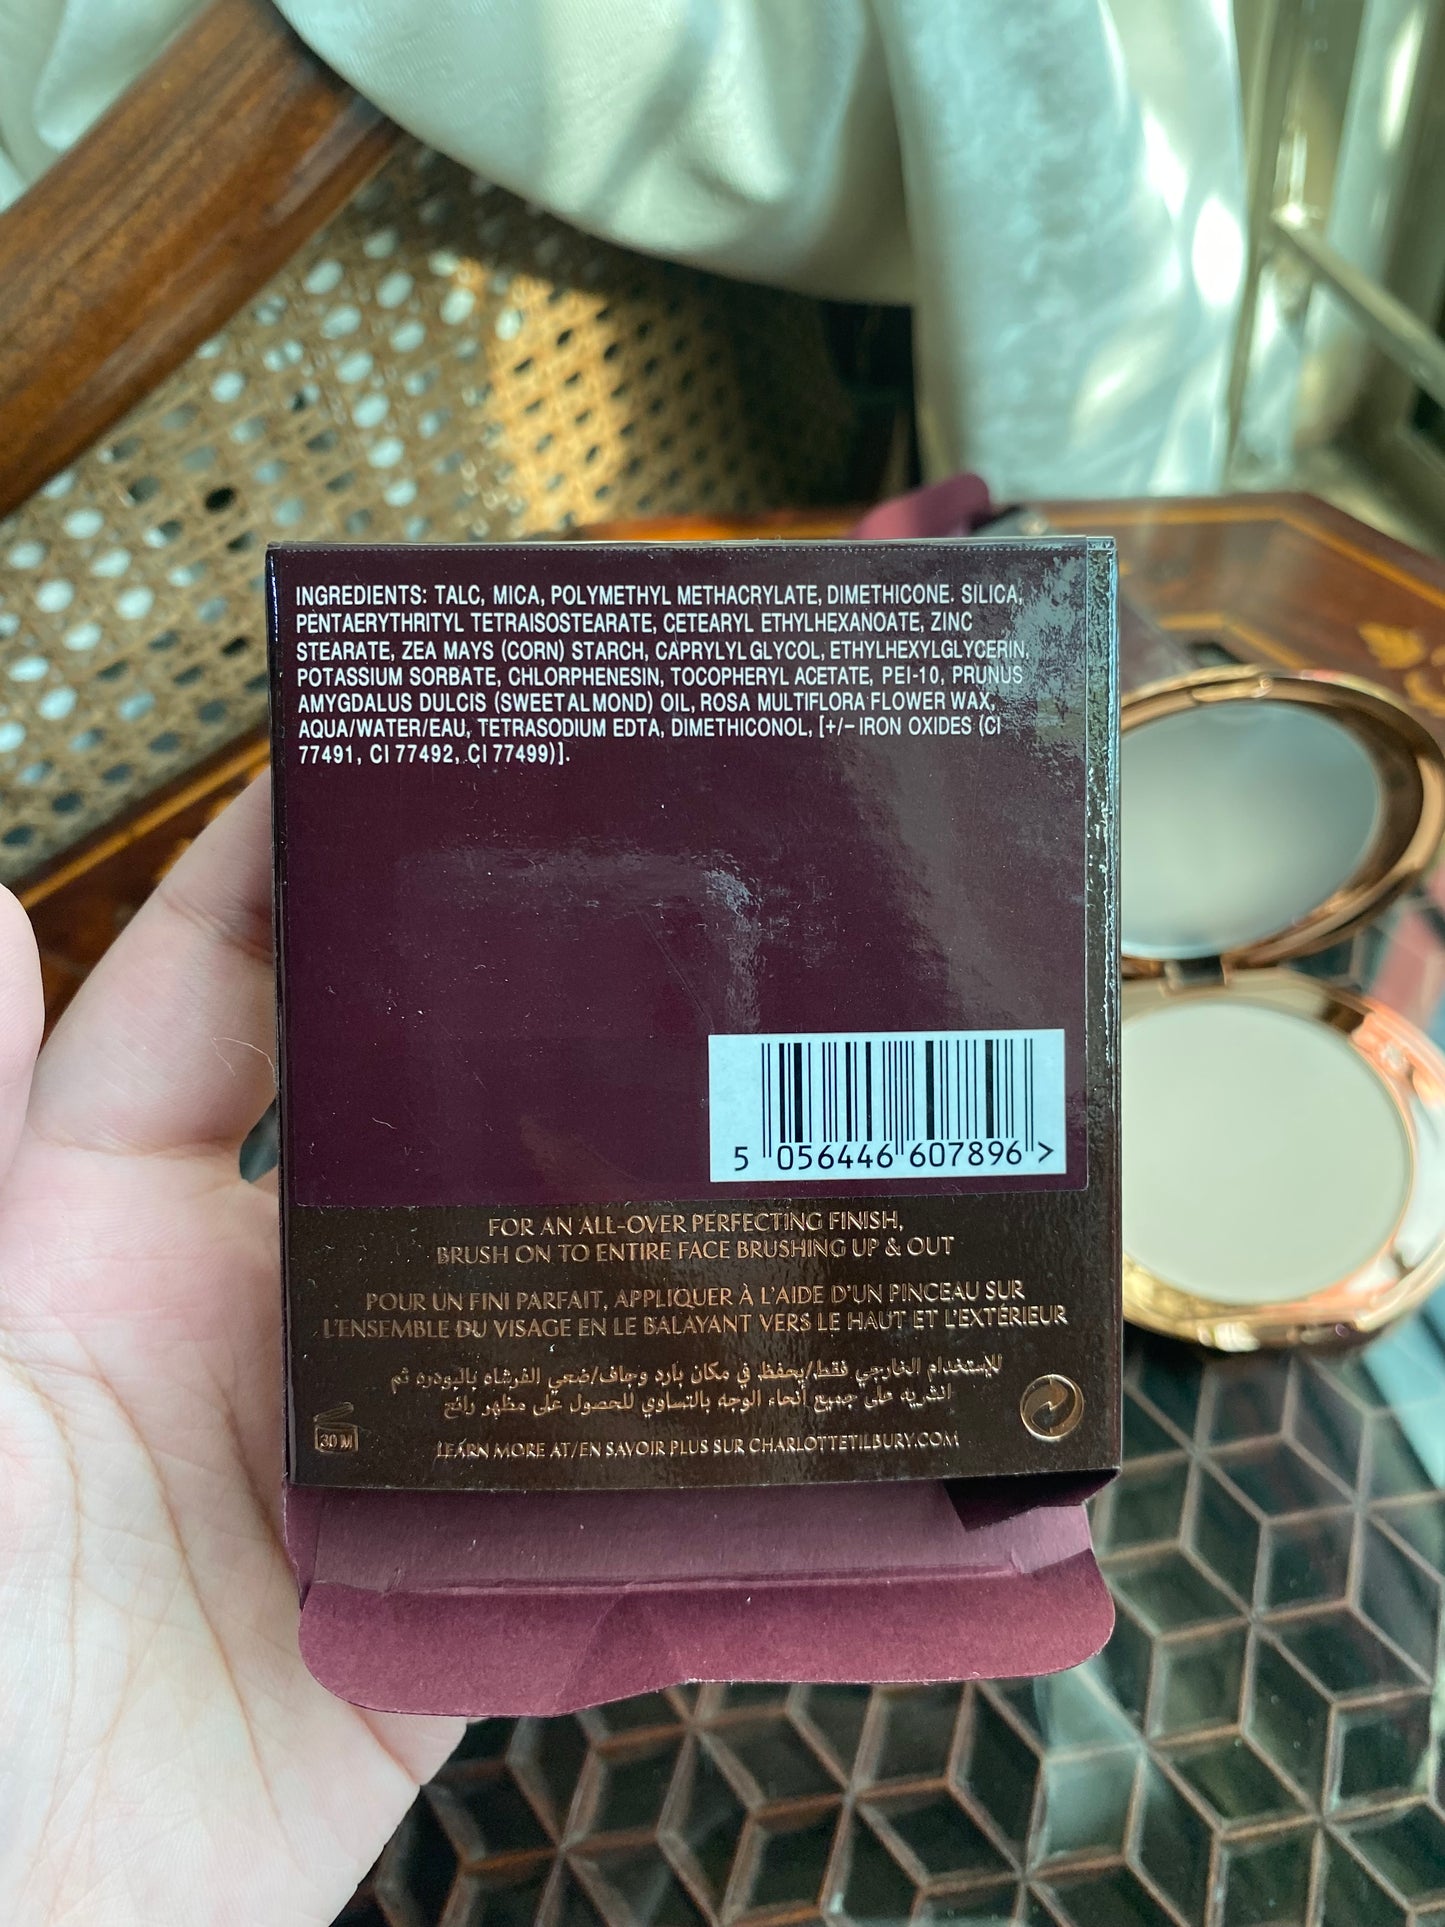 INGREDIENTS: TALC, MICA, POLYMETHYL METHACRYLATE, DIMETHICONE. SILICA,
PENTAERYTHRITYL TETRAISOSTEARATE, CETEARYL ETHYLHEXANOATE, ZINC
STEARATE, ZEA MAYS (CORN) STARCH, CAPRYLYL GLYCOL, ETHYLHEXYLGLYCERIN,
POTASSIUM SORBATE, CHLORPHENESIN, TOCOPHERYL ACETATE, PEI-10, PRUNUS
AMYGDALUS DULCIS (SWEET ALMOND) OIL, ROSA MULTIFLORA FLOWER WAX,
AQUA/WATER/EAU, TETRASODIUM EDTA, DIMETHICONOL, [+/– IRON OXIDES (CI
77491, CI 77492, CI 77499)].
5 056446 607896 >
FOR AN ALL-OVER PERFECTING FINISH,
BRUSH ON TO ENTIRE FACE BRUSHING UP & OUT
POUR UN FINI PARFAIT, APPLIQUER À L'AIDE D'UN PINCEAU SUR
L'ENSEMBLE DU VISAGE EN LE BALAYANT VERS LE HAUT ET L'EXTÉRIEUR
للإستخدام الخارجي فقط/يحفظ في مكان بارد وجاف/ضعي الفرشاه بالبودره ثم
انشريه على جميع أنحاء الوجه بالتساوي للحصول على مظهر رائع
30 M
LEARN MORE AT/EN SAVOIR PLUS SUR CHARLOTTETILBURY.COM